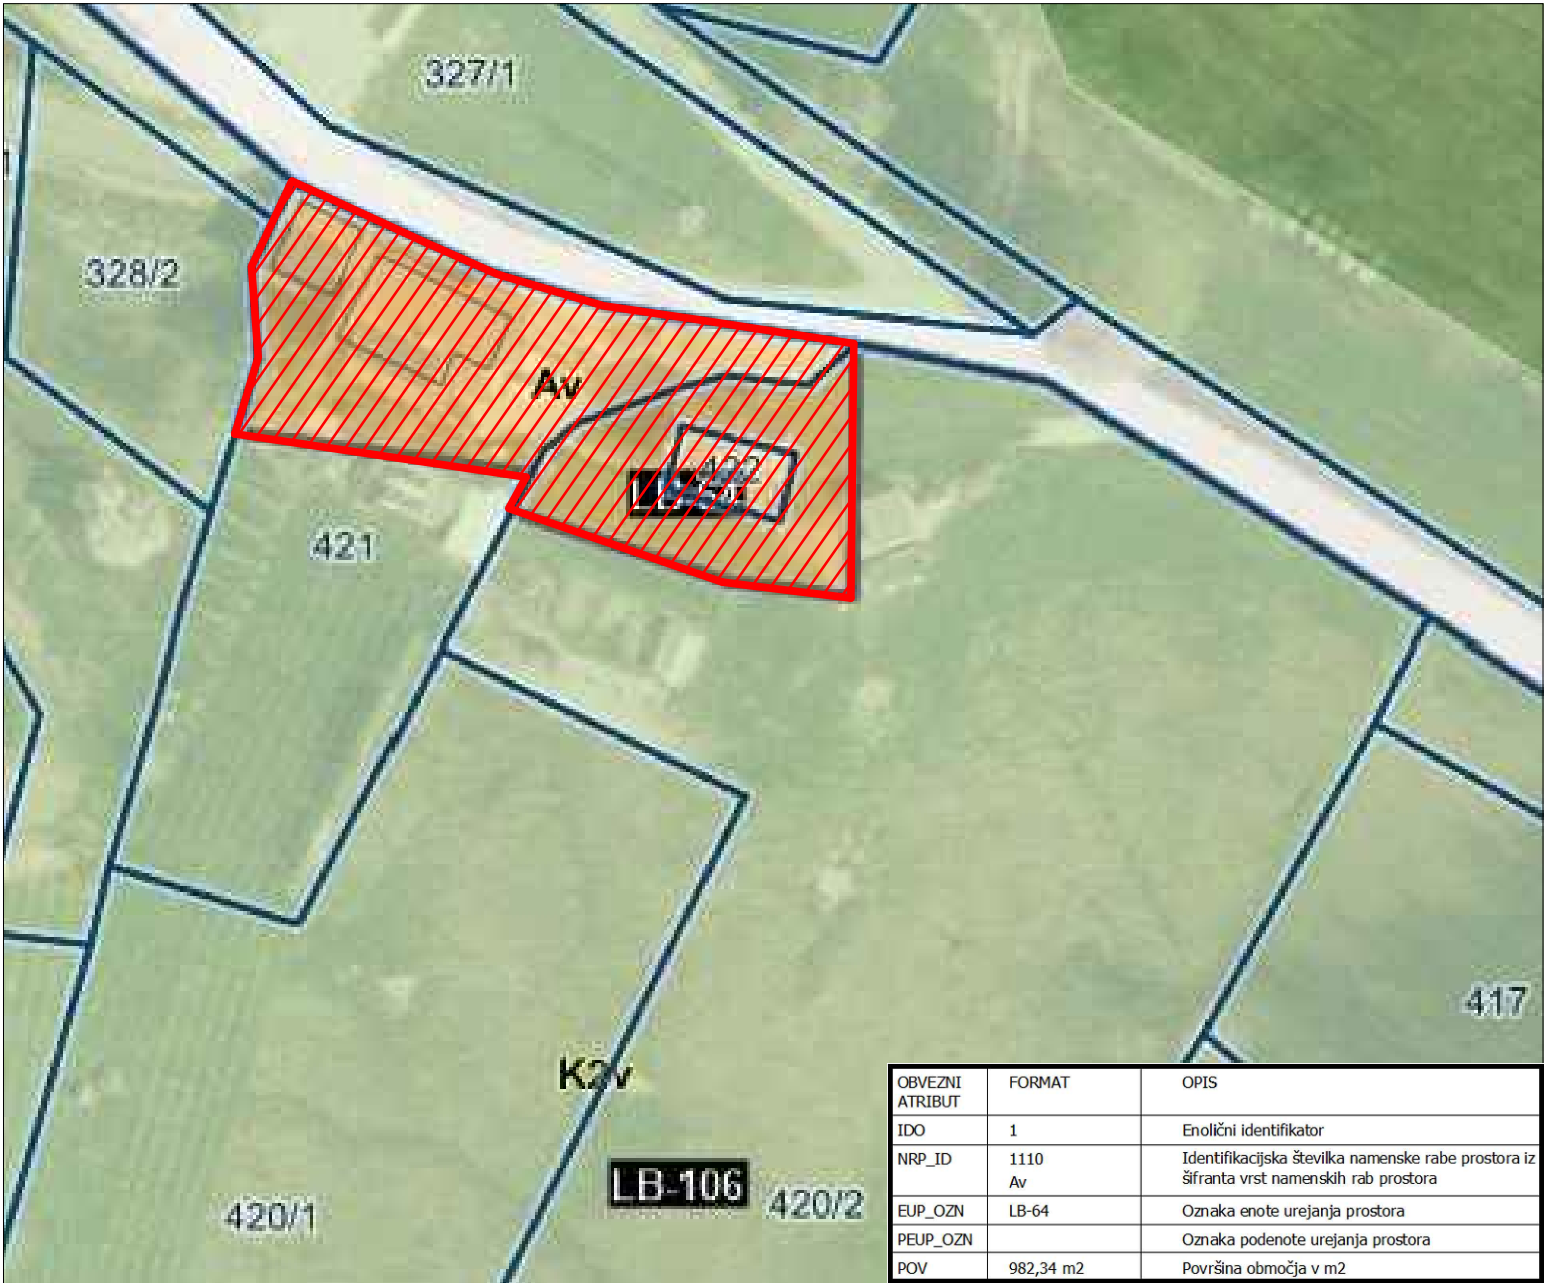 327/1
328/2
Av
422
421
417
K2v
LB-106
420/2
420/1
OBVEZNI ATRIBUT FORMAT OPIS
IDO 1 Enolični identifikator
NRP_ID 1110 Identifikacijska številka namenske rabe prostora iz
Av šifranta vrst namenskih rab prostora
EUP_OZN LB-64 Oznaka enote urejanja prostora
PEUP_OZN Oznaka podenote urejanja prostora
POV 982,34 m2 Površina območja v m2